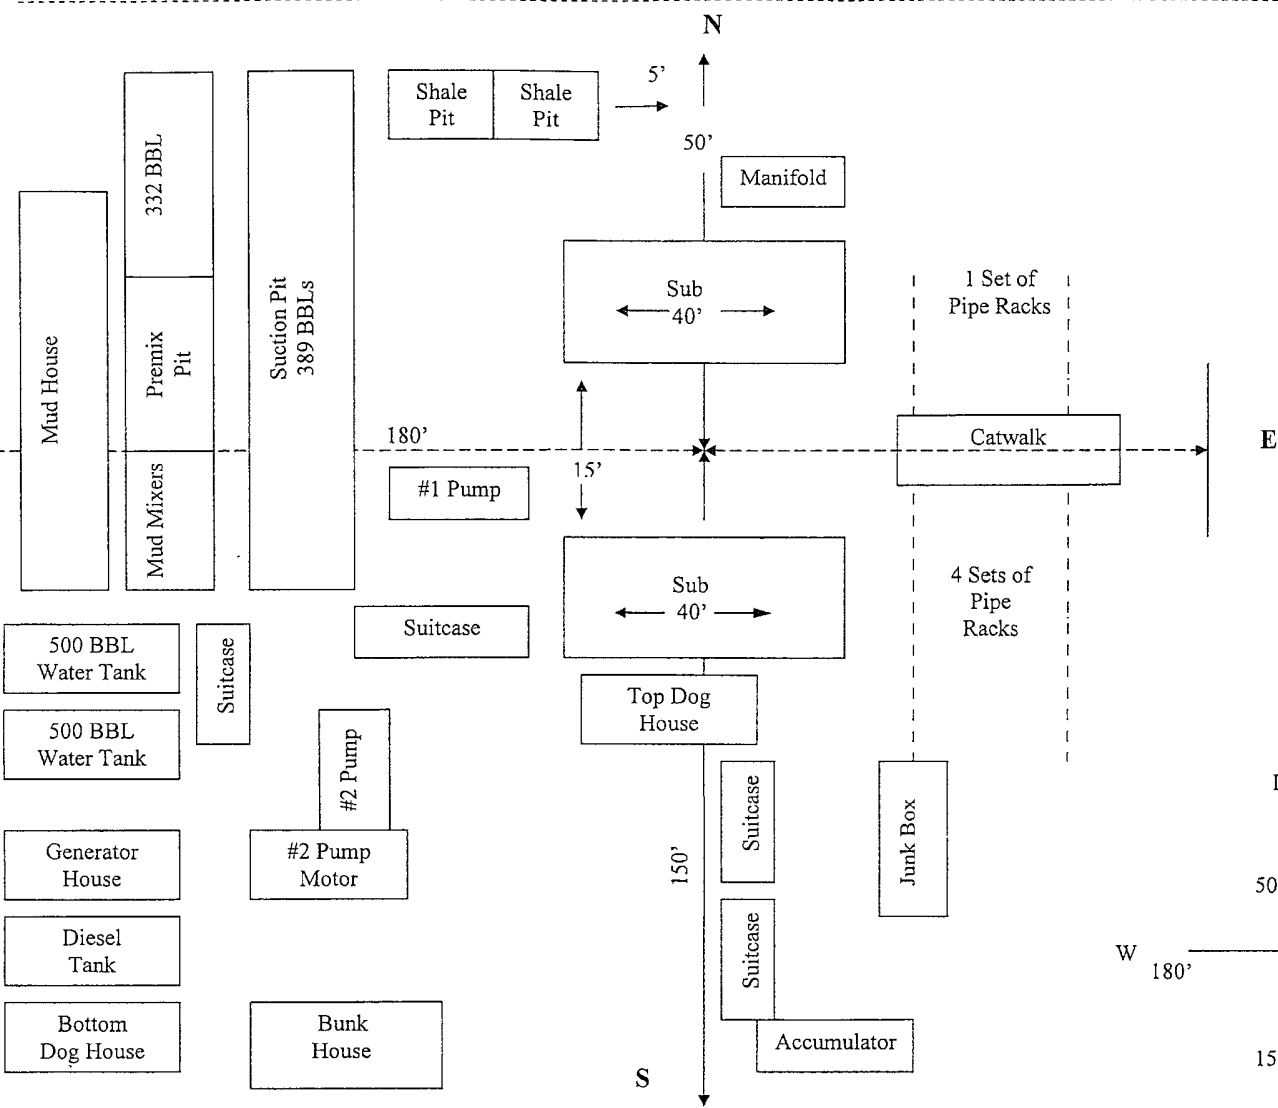 N
Shale
Pit
Shale
Pit
5'
50'
Manifold
332 BBL
Premix
Pit
Mud Mixers
Mud House
Suction Pit
389 BBLs
Sub
40'
1 Set of
Pipe Racks
180'
15'
Catwalk
E
#1 Pump
Sub
40'
4 Sets of
Pipe
Racks
Suitcase
500 BBL
Water Tank
Suitcase
500 BBL
Water Tank
Top Dog
House
#2 Pump
#2 Pump
Motor
Generator
House
150'
Suitcase
Junk Box
Diesel
Tank
Suitcase
W
180'
50
Bottom
Dog House
Bunk
House
Accumulator
15
S